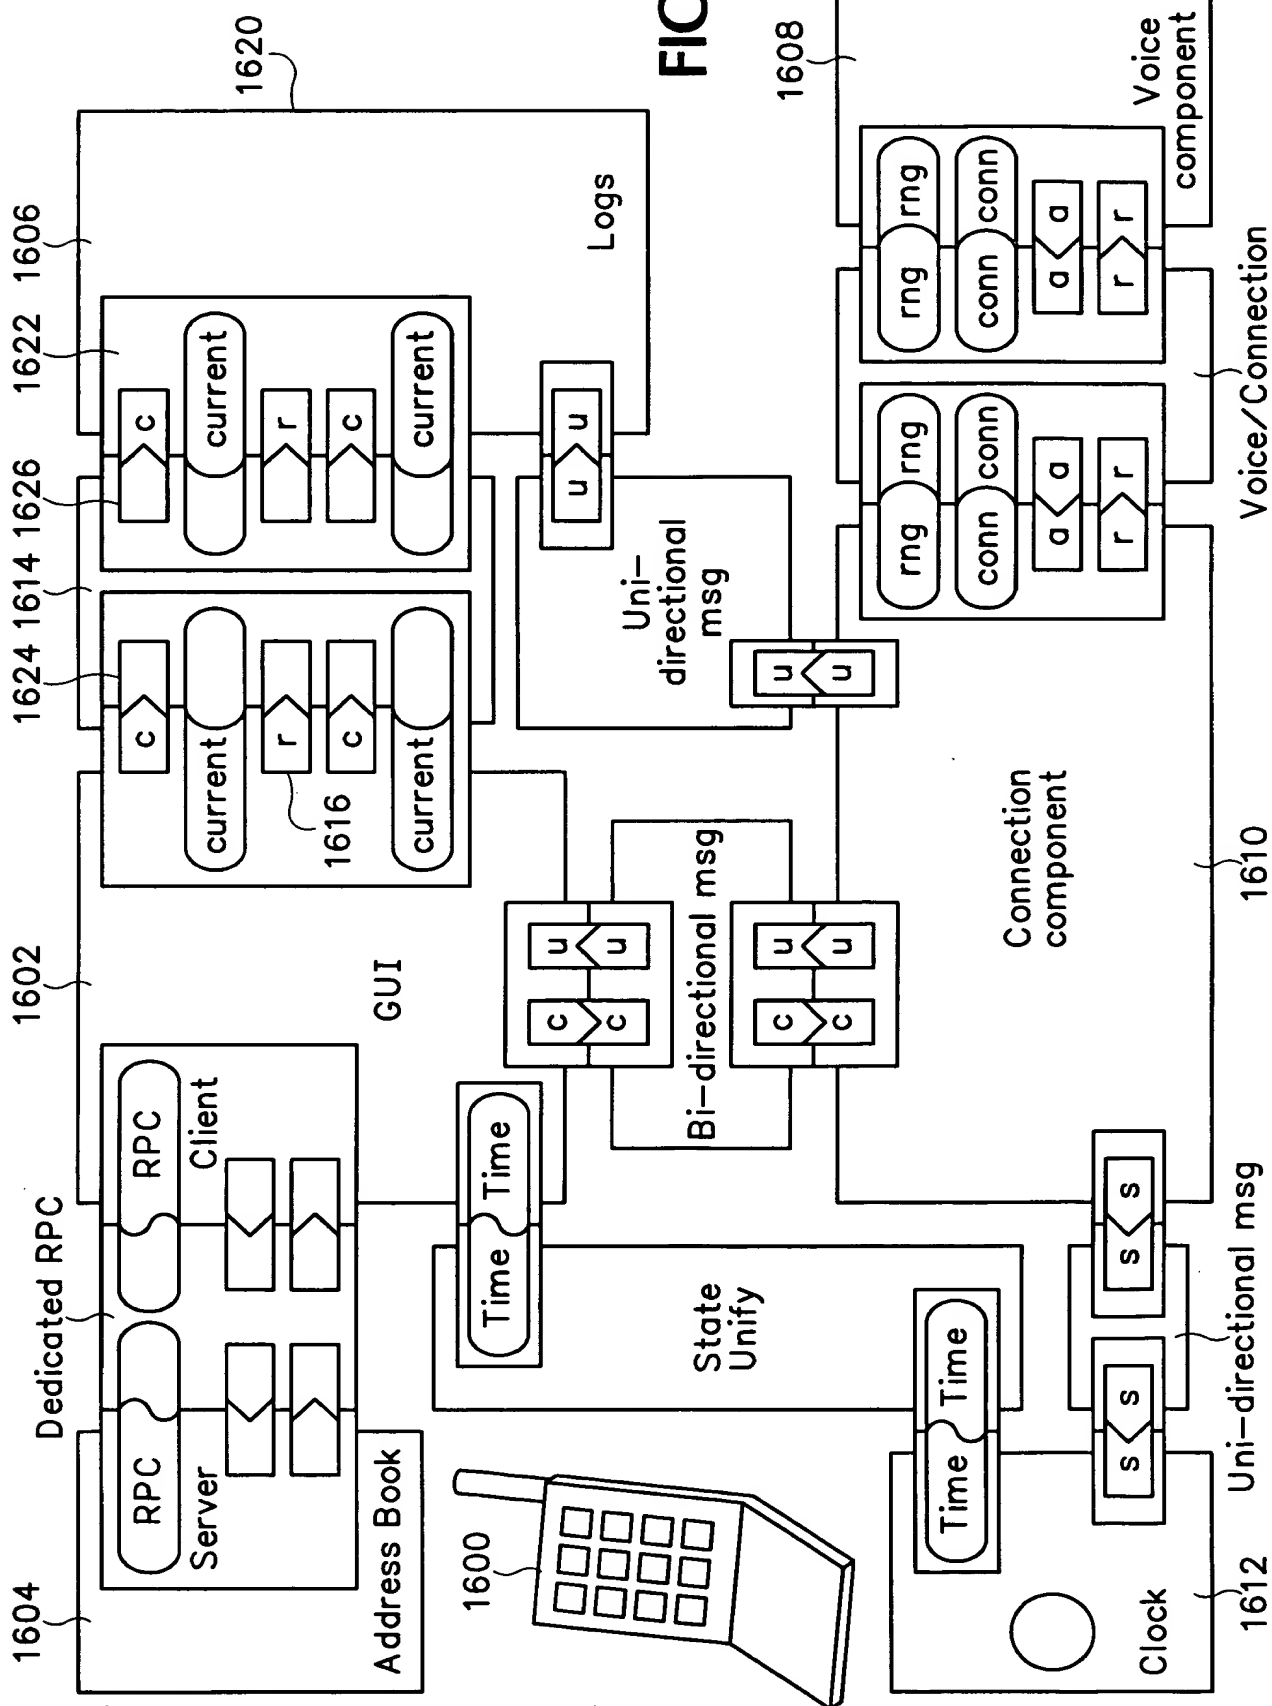 1604
Dedicated RPC
1602
1624
1614
1626
1622
1606
1620
RPC
RPC
Server
Client
Address Book
GUI
c
current
r
c
current
1616
c
current
r
c
current
Logs
1600
Time
Time
State
Unify
c
u
c
u
Bi-directional msg
c
u
c
u
Uni-
directional
msg
u
u
u
u
FIG
Time
Time
Clock
1612
s
s
s
s
Uni-directional msg
Connection
component
1610
rng
rng
conn
conn
a
a
r
r
rng
rng
conn
conn
a
a
r
r
Voice/Connection
1608
Voice
component